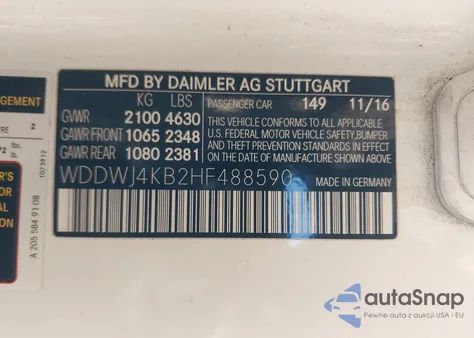 MFD BY DAIMLER AG STUTTGART
KG LBS PASSENGER CAR 149 11/16
GVWR 2100 4630
GAWR FRONT 1065 2348
GAWR REAR 1080 2381
THIS VEHICLE CONFORMS TO ALL APPLICABLE
U.S. FEDERAL MOTOR VEHICLE SAFETY,BUMPER
AND THEFT PREVENTION STANDARDS IN
EFFECT ON THE DATE OF MANUFACTURE
SHOWN ABOVE.
WDDWJ4KB2HF488590
Made in Germany
A 205 584 91 08
2
autoSnap
Pewne auta z aukcji USA i EU